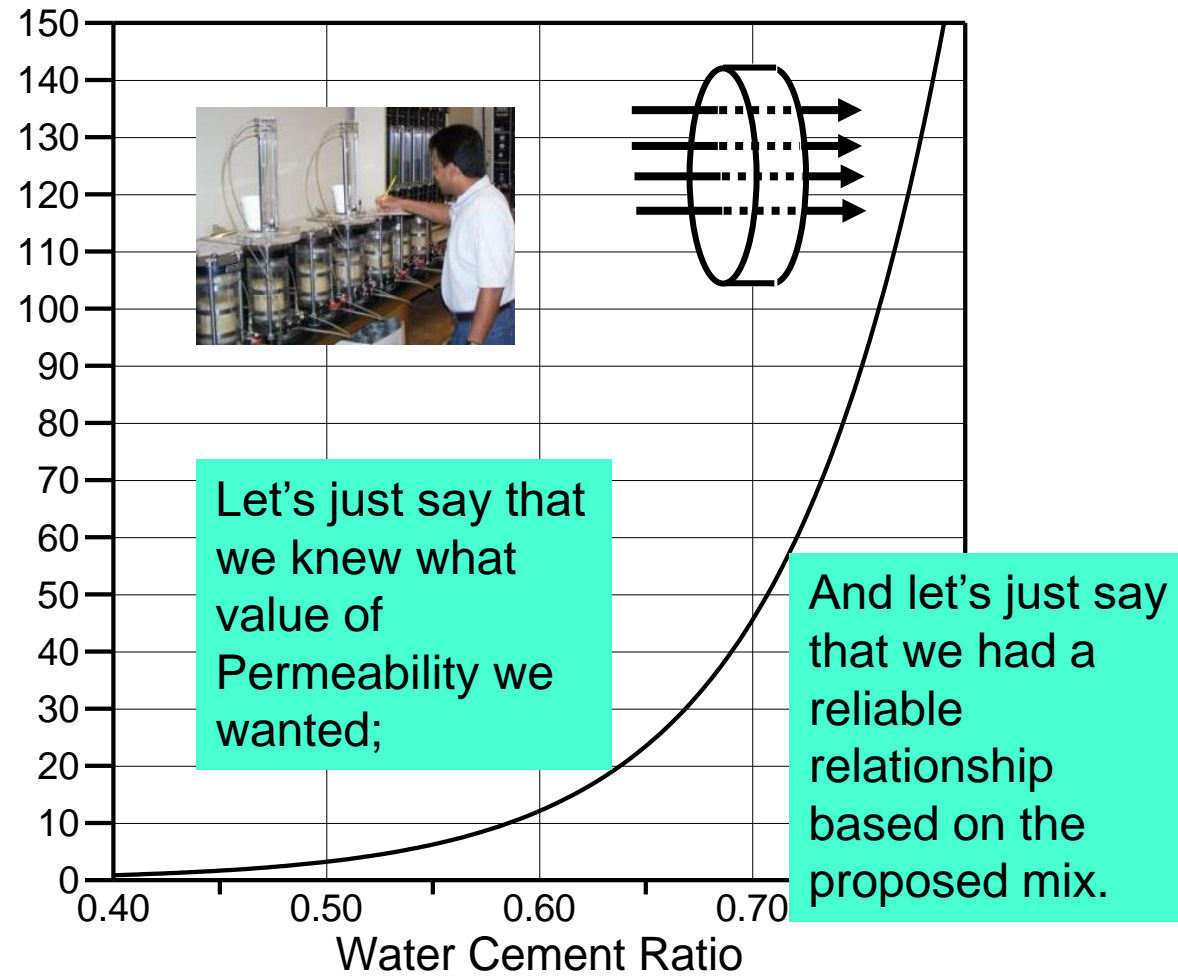 150
140
130
120
110
100
90
80
70
60
50
40
30
20
10
0
Let’s just say that
we knew what
value of
Permeability we
wanted;
And let’s just say
that we had a
reliable
relationship
based on the
proposed mix.
0.40 0.50 0.60 0.70
Water Cement Ratio